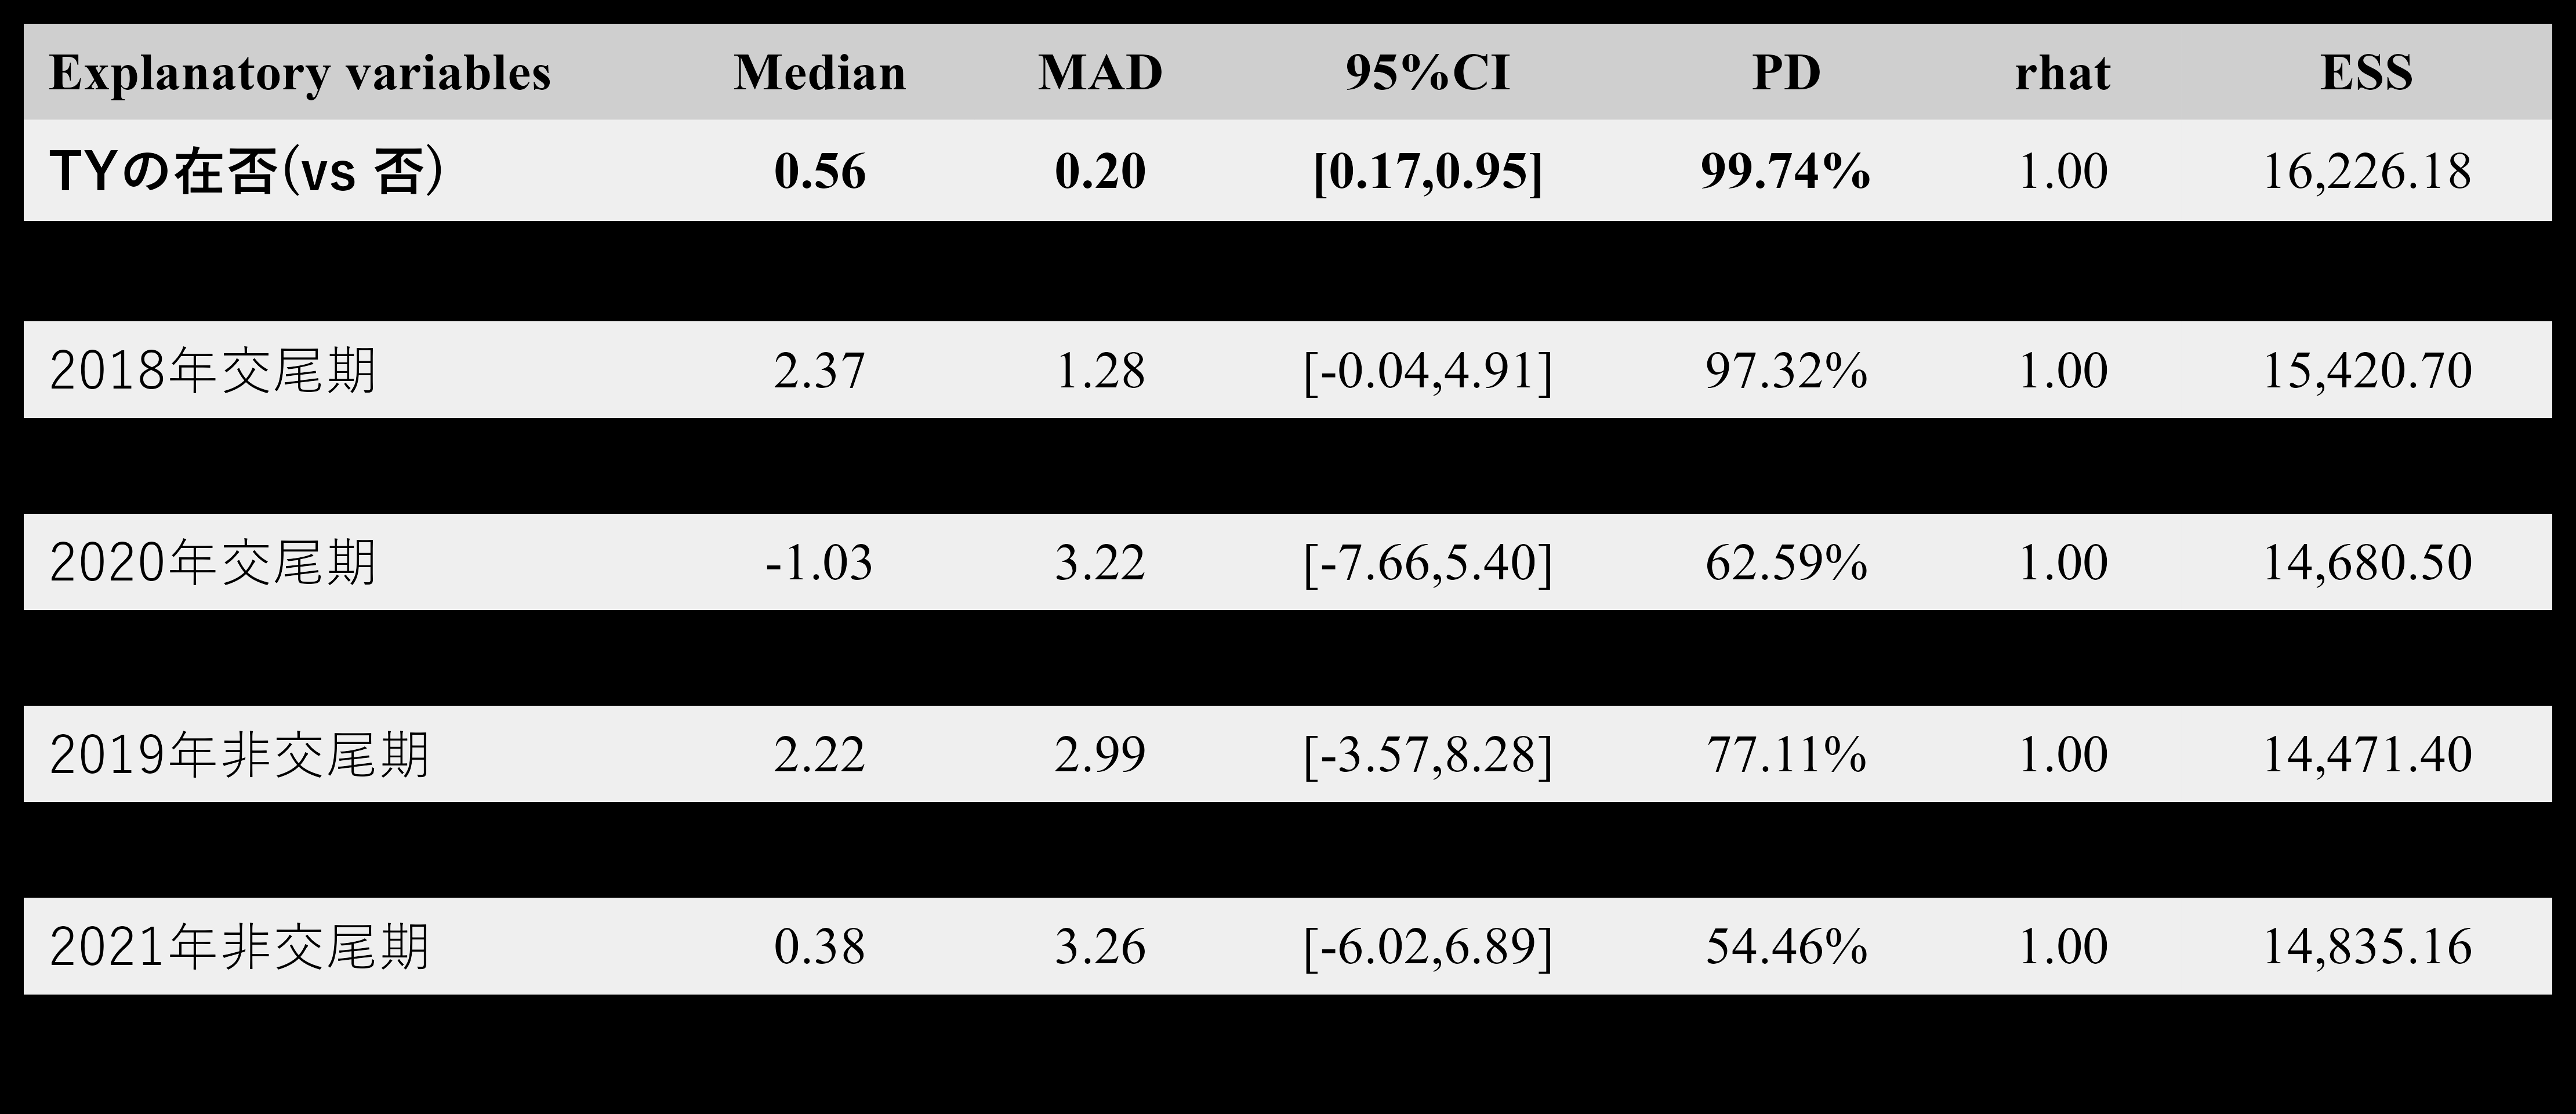 Explanatory variables Median MAD 95%CI PD rhat ESS
TYの在否(vs 否) 0.56 0.20 [0.17,0.95] 99.74% 1.00 16,226.18
2018年交尾期 2.37 1.28 [-0.04,4.91] 97.32% 1.00 15,420.70
2020年交尾期 -1.03 3.22 [-7.66,5.40] 62.59% 1.00 14,680.50
2019年非交尾期 2.22 2.99 [-3.57,8.28] 77.11% 1.00 14,471.40
2021年非交尾期 0.38 3.26 [-6.02,6.89] 54.46% 1.00 14,835.16